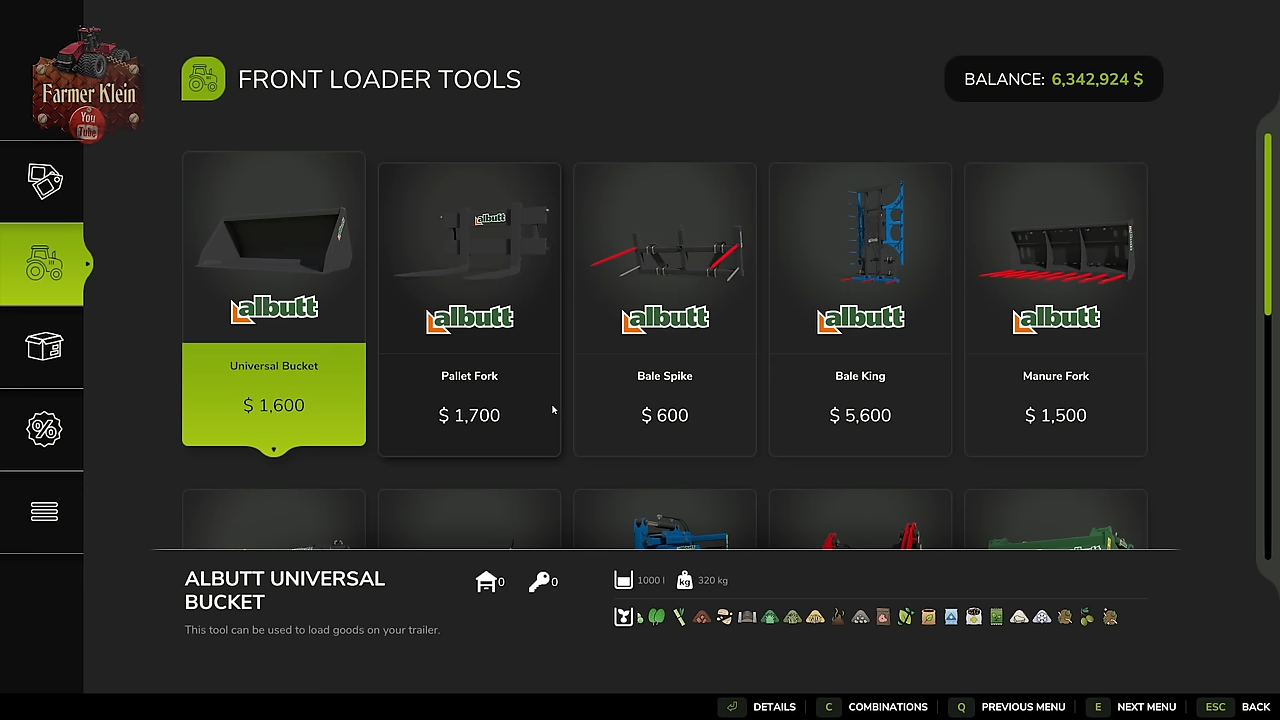 Farmer Klein
You
Tube
FRONT LOADER TOOLS
BALANCE: 6,342,924 $
albutt
albutt
albutt
albutt
albutt
albutt
Universal Bucket
$ 1,600
Pallet Fork
$ 1,700
Bale Spike
$ 600
Bale King
$ 5,600
Manure Fork
$ 1,500
ALBUTT UNIVERSAL
BUCKET
0
0
1000 l
kg
320 kg
This tool can be used to load goods on your trailer.
DETAILS
C COMBINATIONS
Q PREVIOUS MENU
E NEXT MENU
ESC BACK